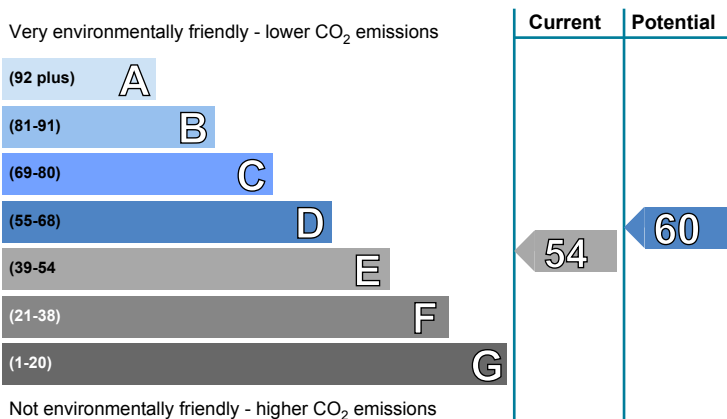 Very environmentally friendly - lower CO₂ emissions
Current
Potential
(92 plus) A
(81-91) B
(69-80) C
(55-68) D
(39-54 E
(21-38) F
(1-20) G
54
60
Not environmentally friendly - higher CO₂ emissions